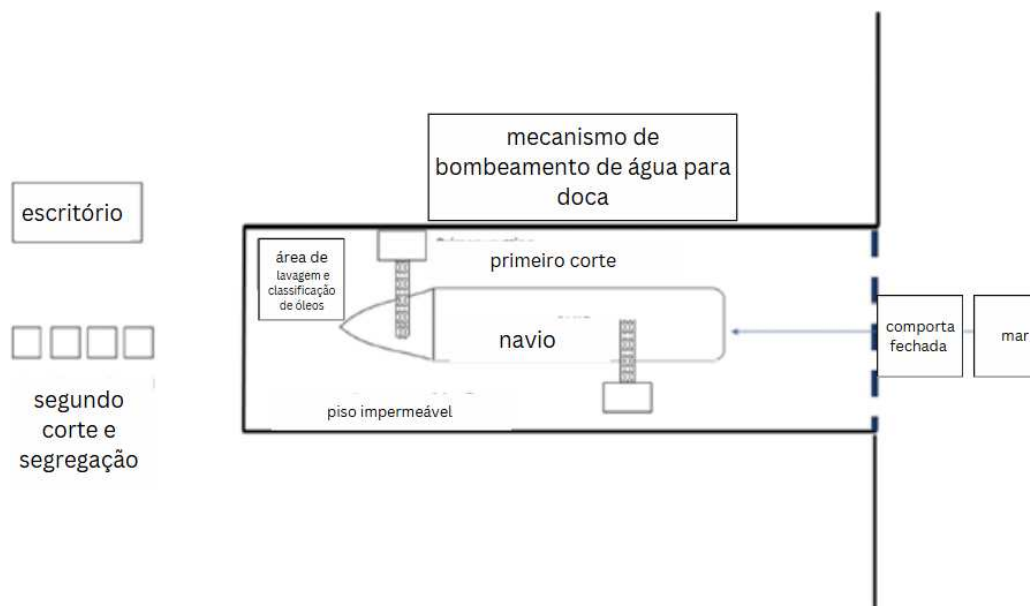 mecanismo de
bombeamento de água para
doca
escritório
área de
lavagem e
classificação
de óleos
primeiro corte
navio
comporta
fechada
mar
segundo
corte e
segregação
piso impermeável